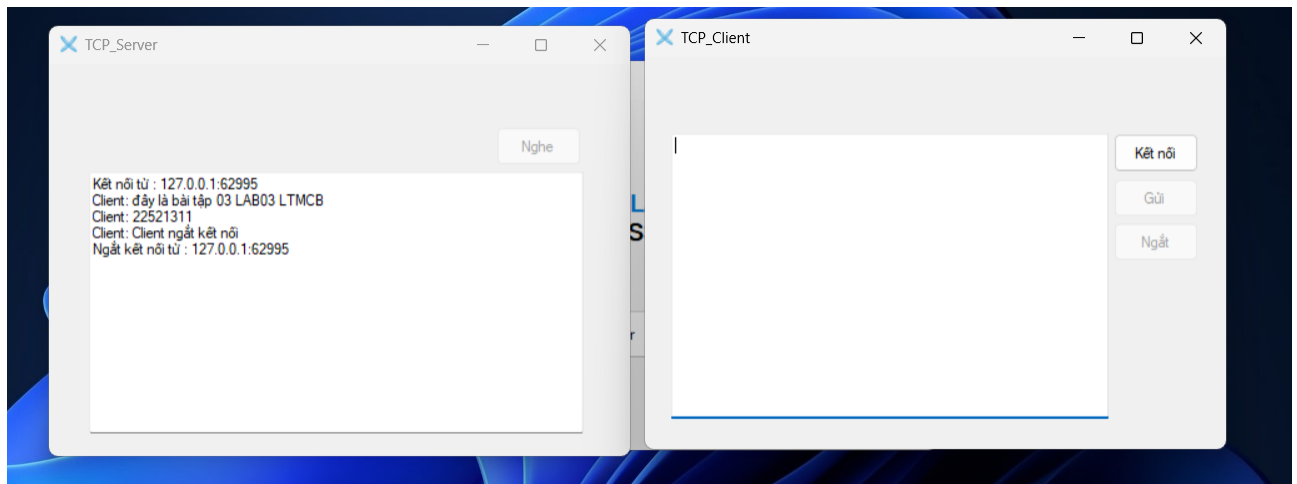 TCP_Server
Nghe
Kết nối từ : 127.0.0.1:62995
Client: đây là bài tập 03 LAB03 LTMCB
Client: 22521311
Client: Client ngắt kết nối
Ngắt kết nối từ : 127.0.0.1:62995
L
S
r
TCP_Client
Kết nối
Gửi
Ngắt